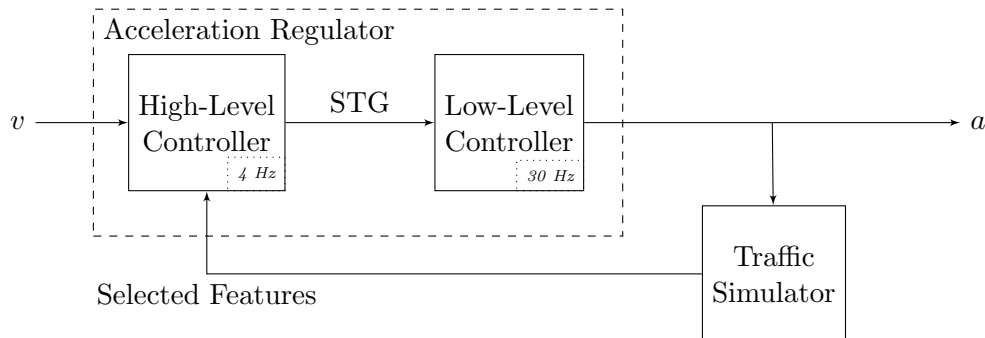 Acceleration Regulator
v
High-Level
Controller
4 Hz
STG
Low-Level
Controller
30 Hz
a
Traffic
Simulator
Selected Features